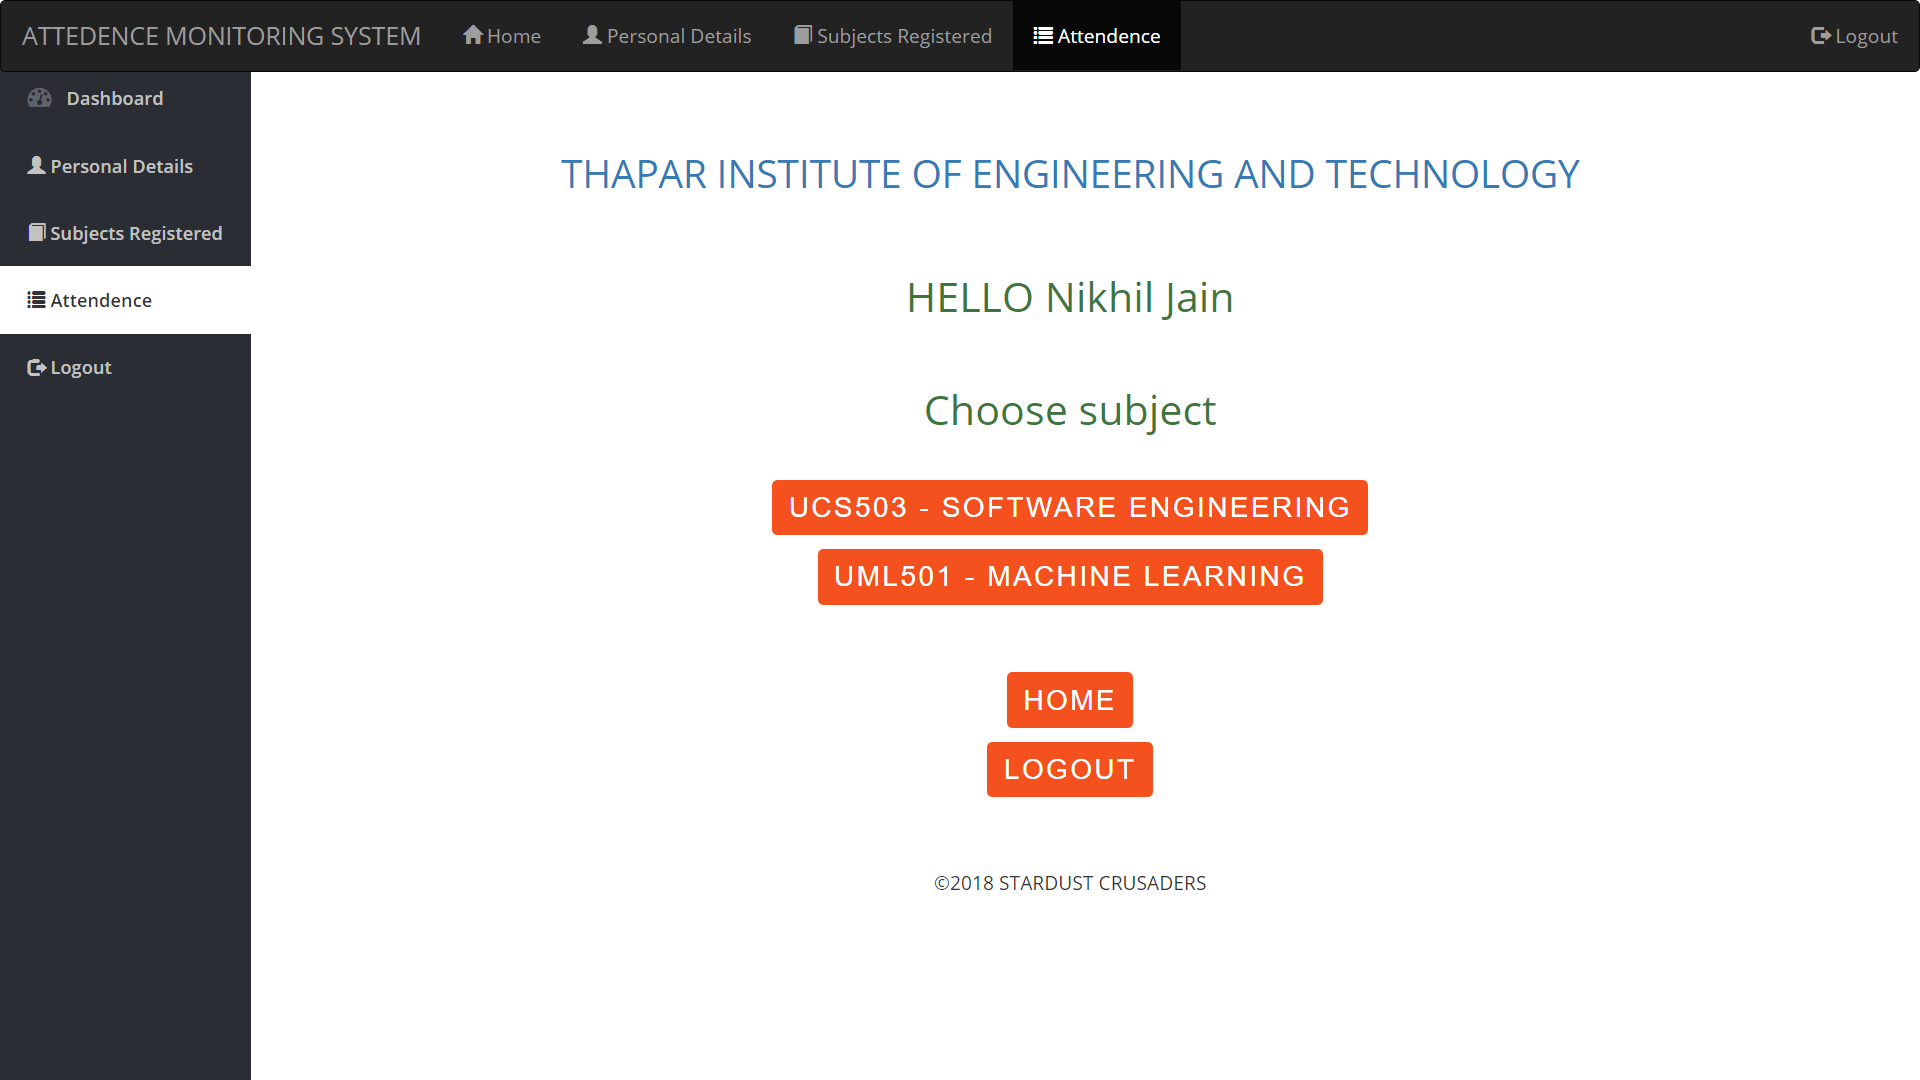 ATTEDENCE MONITORING SYSTEM Home Personal Details Subjects Registered Attendence Logout
Dashboard
Personal Details
Subjects Registered
Attendence
Logout
THAPAR INSTITUTE OF ENGINEERING AND TECHNOLOGY
HELLO Nikhil Jain
Choose subject
UCS503 - SOFTWARE ENGINEERING
UML501 - MACHINE LEARNING
HOME
LOGOUT
©2018 STARDUST CRUSADERS